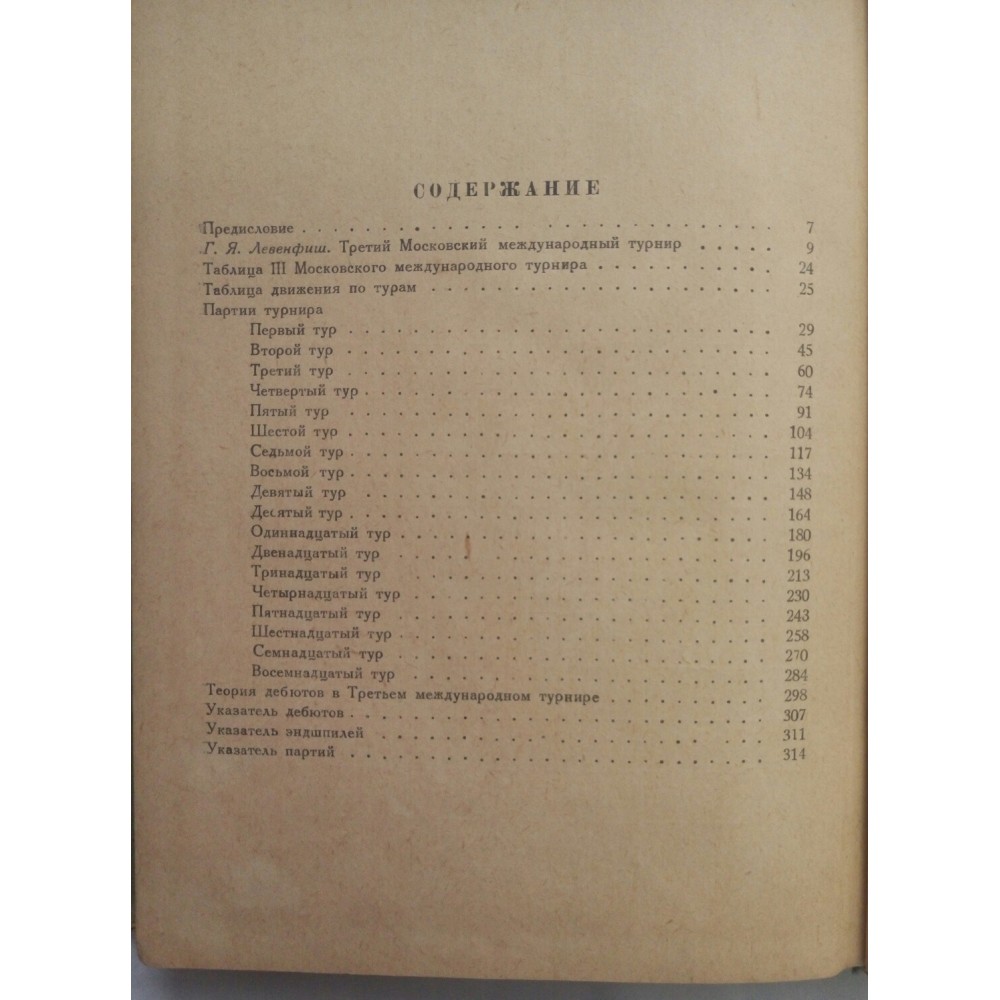 СОДЕРЖАНИЕ
Предисловие . . . . . . . . . . . . . . . . . . . . 7
Г. Я. Левенфиш. Третий Московский международный турнир . . . . . 9
Таблица III Московского международного турнира . . . . . . . . . 24
Таблица движения по турам . . . . . . . . . . . . . . . . . 25
Партии турнира
Первый тур . . . . . . . . . . . . . . . . . . . . 29
Второй тур . . . . . . . . . . . . . . . . . . . . 45
Третий тур . . . . . . . . . . . . . . . . . . . . 60
Четвертый тур . . . . . . . . . . . . . . . . . . . . 74
Пятый тур . . . . . . . . . . . . . . . . . . . . 91
Шестой тур . . . . . . . . . . . . . . . . . . . . 104
Седьмой тур . . . . . . . . . . . . . . . . . . . . 117
Восьмой тур . . . . . . . . . . . . . . . . . . . . 134
Девятый тур . . . . . . . . . . . . . . . . . . . . 148
Десятый тур . . . . . . . . . . . . . . . . . . . . 164
Одиннадцатый тур . . . . . . . . . . . . . . . . . . 180
Двенадцатый тур . . . . . . . . . . . . . . . . . . 196
Тринадцатый тур . . . . . . . . . . . . . . . . . . 213
Четырнадцатый тур . . . . . . . . . . . . . . . . . . 230
Пятнадцатый тур . . . . . . . . . . . . . . . . . . 243
Шестнадцатый тур . . . . . . . . . . . . . . . . . . 258
Семнадцатый тур . . . . . . . . . . . . . . . . . . 270
Восемнадцатый тур . . . . . . . . . . . . . . . . . . 284
Теория дебютов в Третьем международном турнире . . . . . . . . 298
Указатель дебютов . . . . . . . . . . . . . . . . . . . . 307
Указатель эндшпилей . . . . . . . . . . . . . . . . . . 311
Указатель партий . . . . . . . . . . . . . . . . . . . . 314